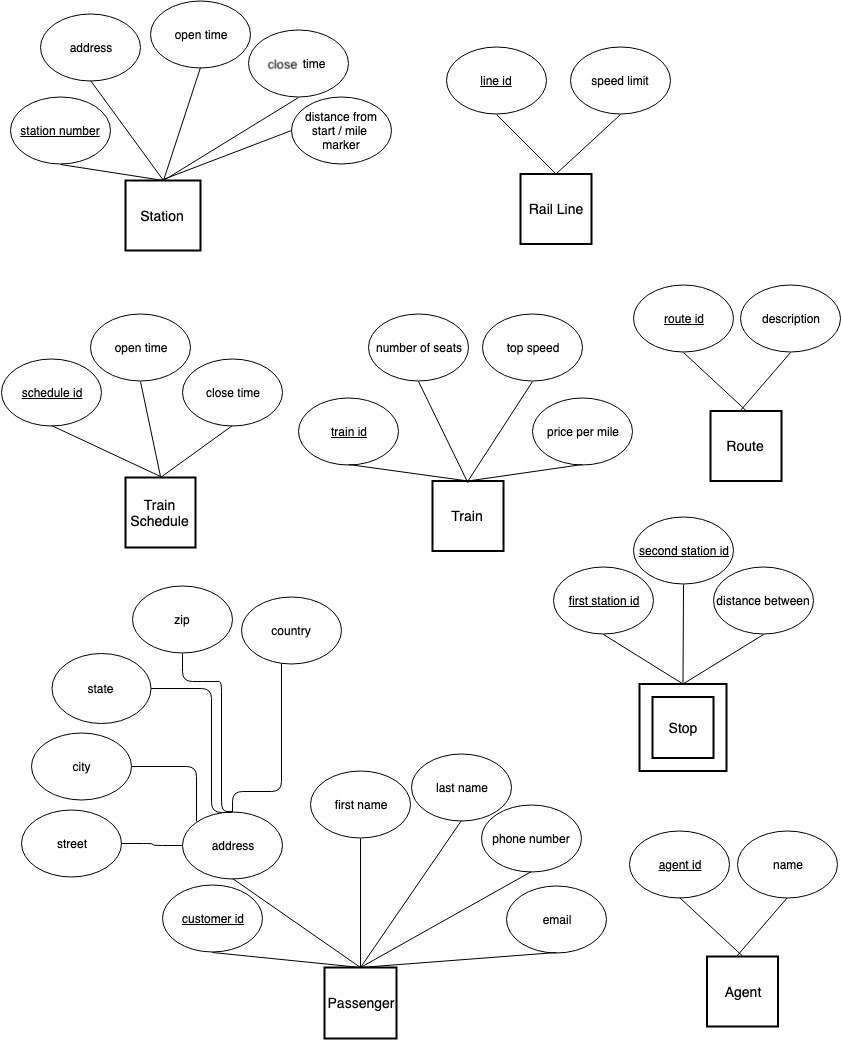 address
open time
close time
station number
distance from
start / mile
marker
Station
line id
speed limit
Rail Line
schedule id
open time
close time
Train
Schedule
number of seats
top speed
train id
price per mile
Train
route id
description
Route
second station id
first station id
distance between
Stop
zip
country
state
city
street
address
customer id
first name
last name
phone number
email
Passenger
agent id
name
Agent